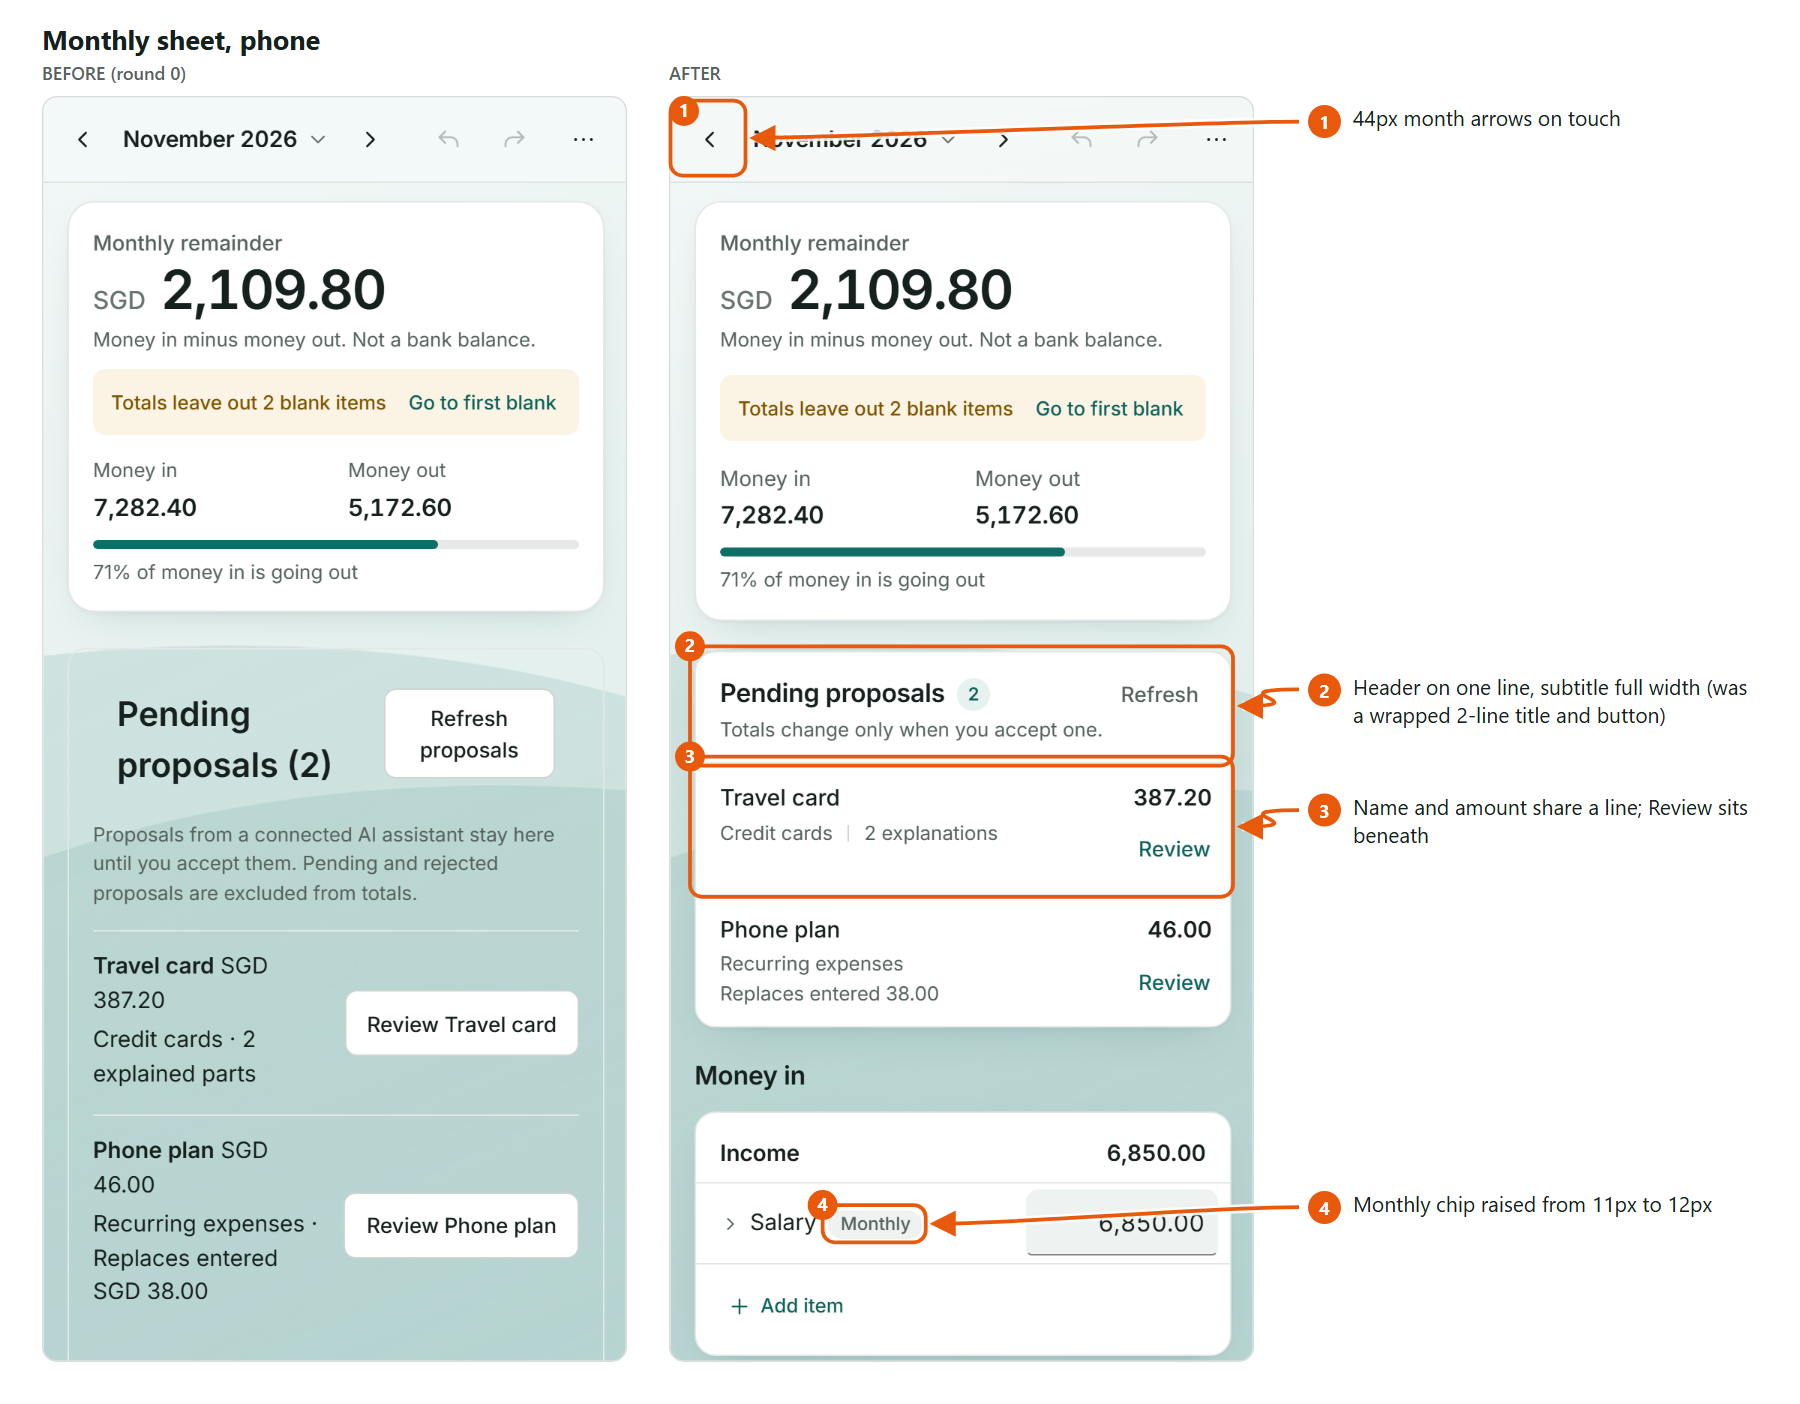 Monthly sheet, phone
BEFORE (round 0)
November 2026
Monthly remainder
SGD 2,109.80
Money in minus money out. Not a bank balance.
Totals leave out 2 blank items Go to first blank
Money in Money out
7,282.40 5,172.60
71% of money in is going out
Pending
proposals (2)
Refresh
proposals
Proposals from a connected AI assistant stay here
until you accept them. Pending and rejected
proposals are excluded from totals.
Travel card SGD
387.20
Credit cards · 2
explained parts
Review Travel card
Phone plan SGD
46.00
Recurring expenses ·
Replaces entered
SGD 38.00
Review Phone plan
AFTER
1
November 2026
Monthly remainder
SGD 2,109.80
Money in minus money out. Not a bank balance.
Totals leave out 2 blank items Go to first blank
Money in Money out
7,282.40 5,172.60
71% of money in is going out
2
Pending proposals 2 Refresh
Totals change only when you accept one.
3
Travel card 387.20
Credit cards | 2 explanations
Review
Phone plan 46.00
Recurring expenses
Replaces entered 38.00
Review
Money in
Income 6,850.00
4
Salary Monthly 6,850.00
+ Add item
1 44px month arrows on touch
2 Header on one line, subtitle full width (was
a wrapped 2-line title and button)
3 Name and amount share a line; Review sits
beneath
4 Monthly chip raised from 11px to 12px